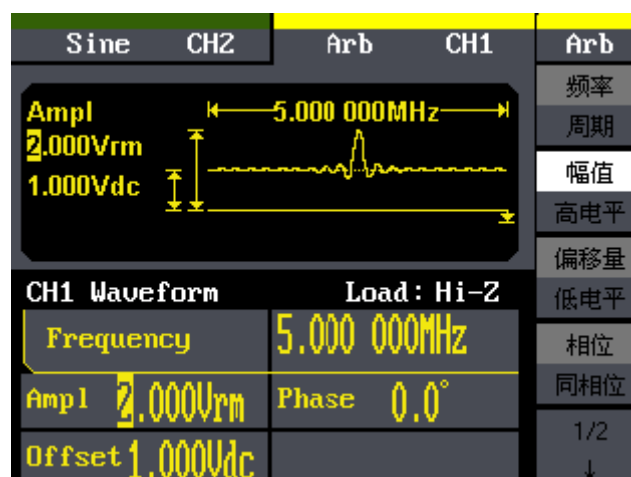 Sine CH2 Arb CH1 Arb
Ampl
5.000 000MHz
2.000Vrm
1.000Vdc
CH1 Waveform Load: Hi-Z
Frequency 5.000 000MHz
Ampl 2.000Vrm Phase 0.0°
Offset 1.000Vdc
频率
周期
幅值
高电平
偏移量
低电平
相位
同相位
1/2
↓